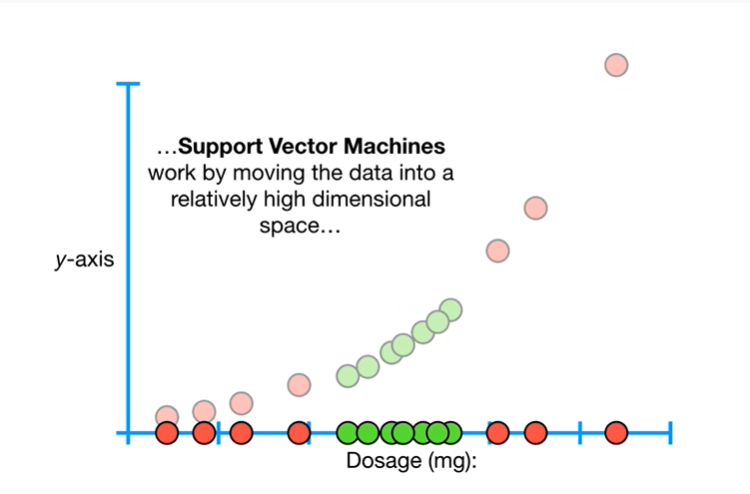 …Support Vector Machines
work by moving the data into a
relatively high dimensional
space…
y-axis
Dosage (mg):